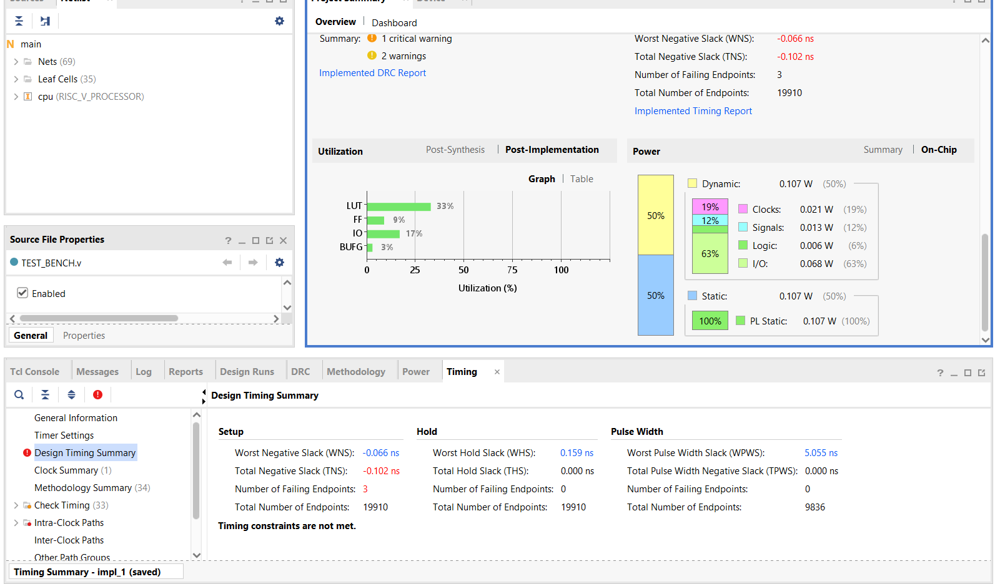 Sources Netlist
N main
Nets (69)
Leaf Cells (35)
cpu (RISC_V_PROCESSOR)
Source File Properties
TEST_BENCH.v
Enabled
General Properties
Project Summary Device
Overview Dashboard
Summary: 1 critical warning
2 warnings
Implemented DRC Report
Worst Negative Slack (WNS): -0.066 ns
Total Negative Slack (TNS): -0.102 ns
Number of Failing Endpoints: 3
Total Number of Endpoints: 19910
Implemented Timing Report
Utilization Post-Synthesis Post-Implementation
Graph Table
LUT 33%
FF 9%
IO 17%
BUFG 3%
0 25 50 75 100
Utilization (%)
Power Summary On-Chip
50%
50%
Dynamic: 0.107 W (50%)
19% Clocks: 0.021 W (19%)
12% Signals: 0.013 W (12%)
Logic: 0.006 W (6%)
63% I/O: 0.068 W (63%)
Static: 0.107 W (50%)
100% PL Static: 0.107 W (100%)
Tcl Console Messages Log Reports Design Runs DRC Methodology Power Timing
General Information
Timer Settings
Design Timing Summary
Clock Summary (1)
Methodology Summary (34)
Check Timing (33)
Intra-Clock Paths
Inter-Clock Paths
Other Path Groups
Design Timing Summary
Setup
Worst Negative Slack (WNS): -0.066 ns
Total Negative Slack (TNS): -0.102 ns
Number of Failing Endpoints: 3
Total Number of Endpoints: 19910
Hold
Worst Hold Slack (WHS): 0.159 ns
Total Hold Slack (THS): 0.000 ns
Number of Failing Endpoints: 0
Total Number of Endpoints: 19910
Pulse Width
Worst Pulse Width Slack (WPWS): 5.055 ns
Total Pulse Width Negative Slack (TPWS): 0.000 ns
Number of Failing Endpoints: 0
Total Number of Endpoints: 9836
Timing constraints are not met.
Timing Summary - impl_1 (saved)